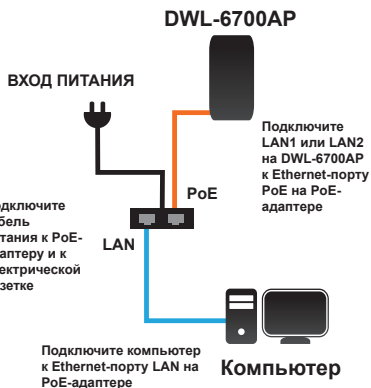 DWL-6700AP
ВХОД ПИТАНИЯ
Подключите
LAN1 или LAN2
на DWL-6700AP
к Ethernet-порту
PoE на PoE-
адаптере
PoE
LAN
к PoE-
и к
Подключите компьютер
к Ethernet-порту LAN на
PoE-адаптере
Компьютер